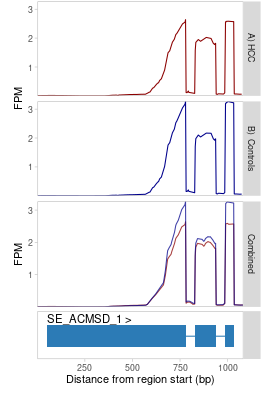 3
2
1
A) HCC
FPM
3
2
1
B) Controls
3
2
1
Combined
FPM
SE_ACMSD_1 >
250 500 750 1000
Distance from region start (bp)